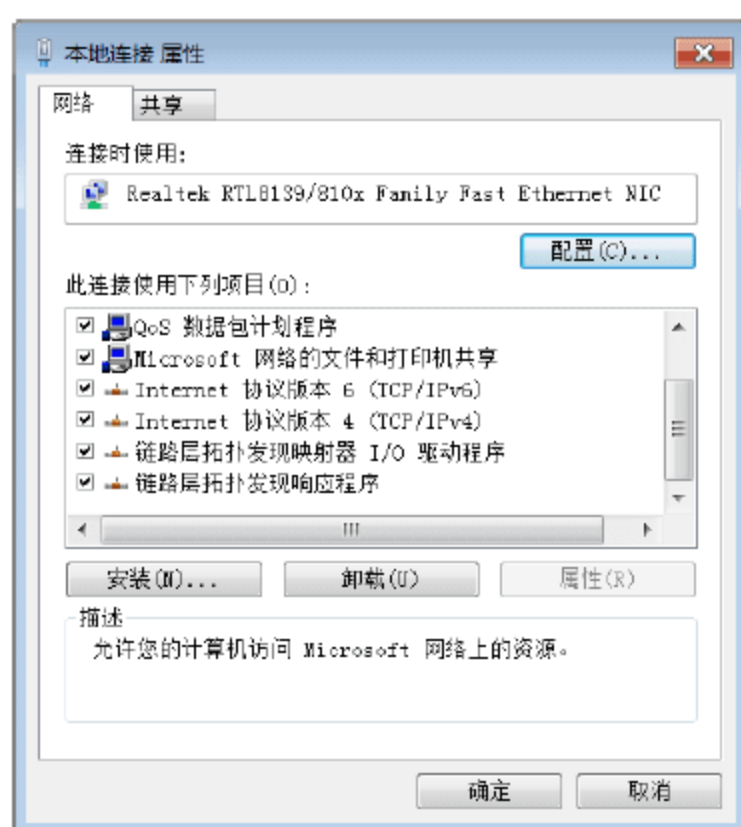 本地连接 属性
网络 共享
连接时使用:
Realtek RTL8139/810x Family Fast Ethernet NIC
配置(C)...
此连接使用下列项目(O):
QoS 数据包计划程序
Microsoft 网络的文件和打印机共享
Internet 协议版本 6 (TCP/IPv6)
Internet 协议版本 4 (TCP/IPv4)
链路层拓扑发现映射器 I/O 驱动程序
链路层拓扑发现响应程序
安装(N)... 卸载(U) 属性(R)
描述
允许您的计算机访问 Microsoft 网络上的资源。
确定 取消